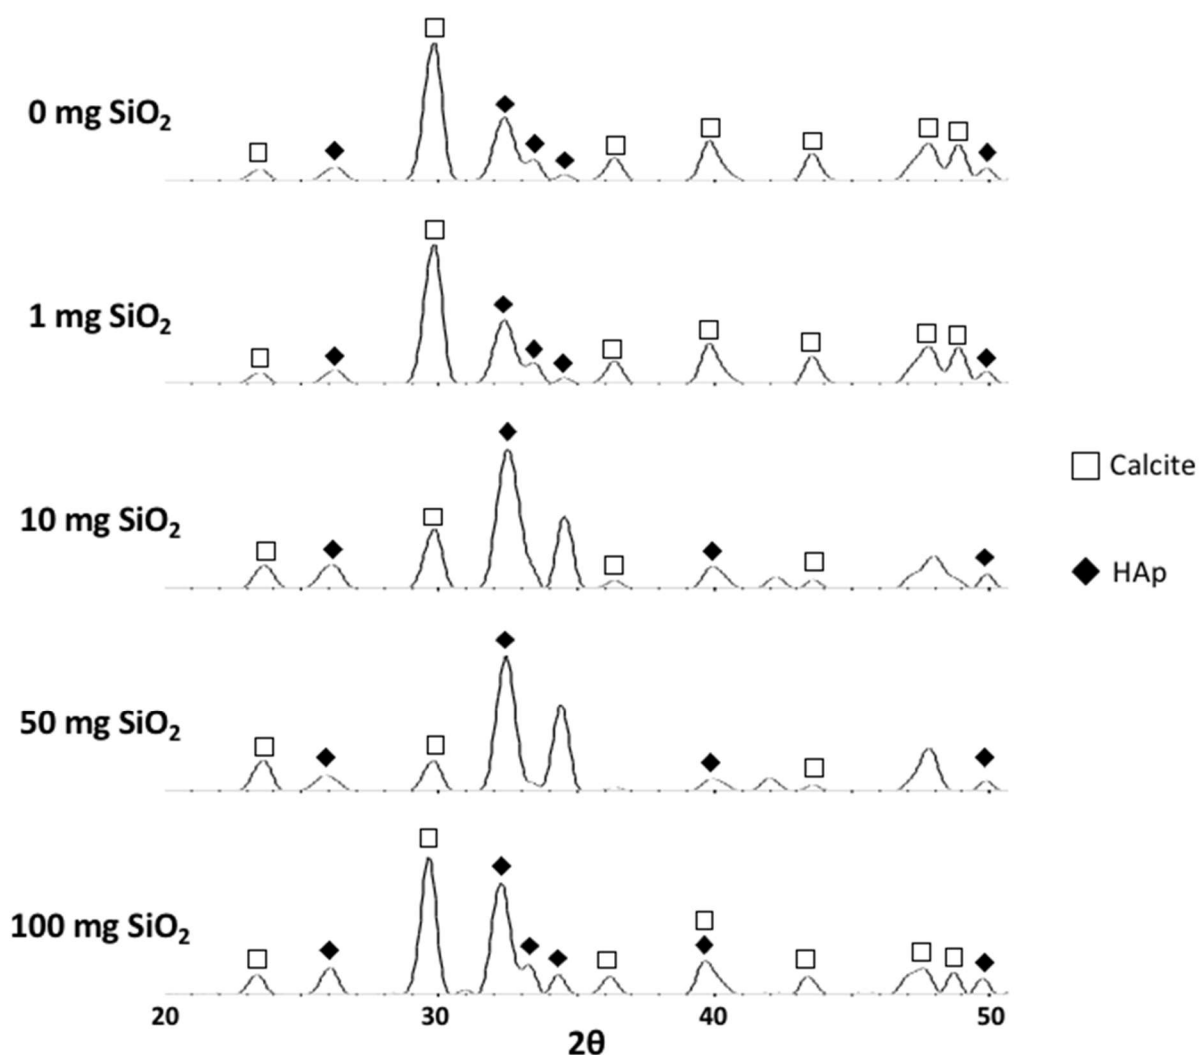 0 mg SiO₂
1 mg SiO₂
10 mg SiO₂
Calcite
HAp
50 mg SiO₂
100 mg SiO₂
20 30 40 50
2θ